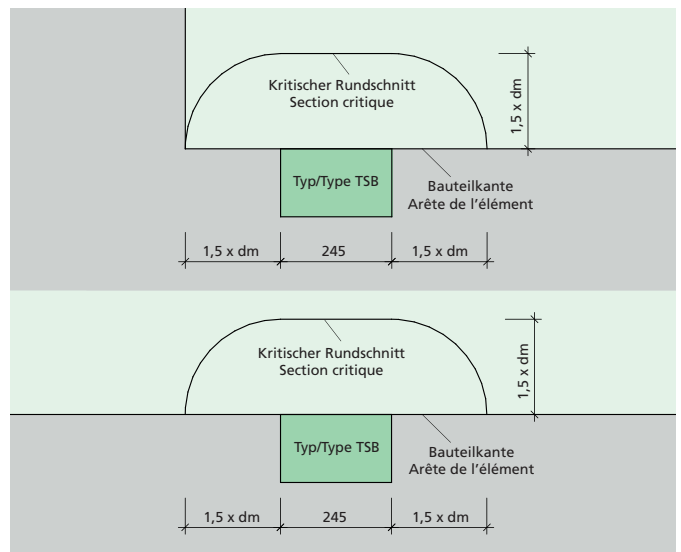 Kritischer Rundschnitt
Section critique
1,5 x dm
Typ/Type TSB
Bauteilkante
Arête de l'élément
1,5 x dm
245
1,5 x dm
Kritischer Rundschnitt
Section critique
1,5 x dm
Typ/Type TSB
Bauteilkante
Arête de l'élément
1,5 x dm
245
1,5 x dm